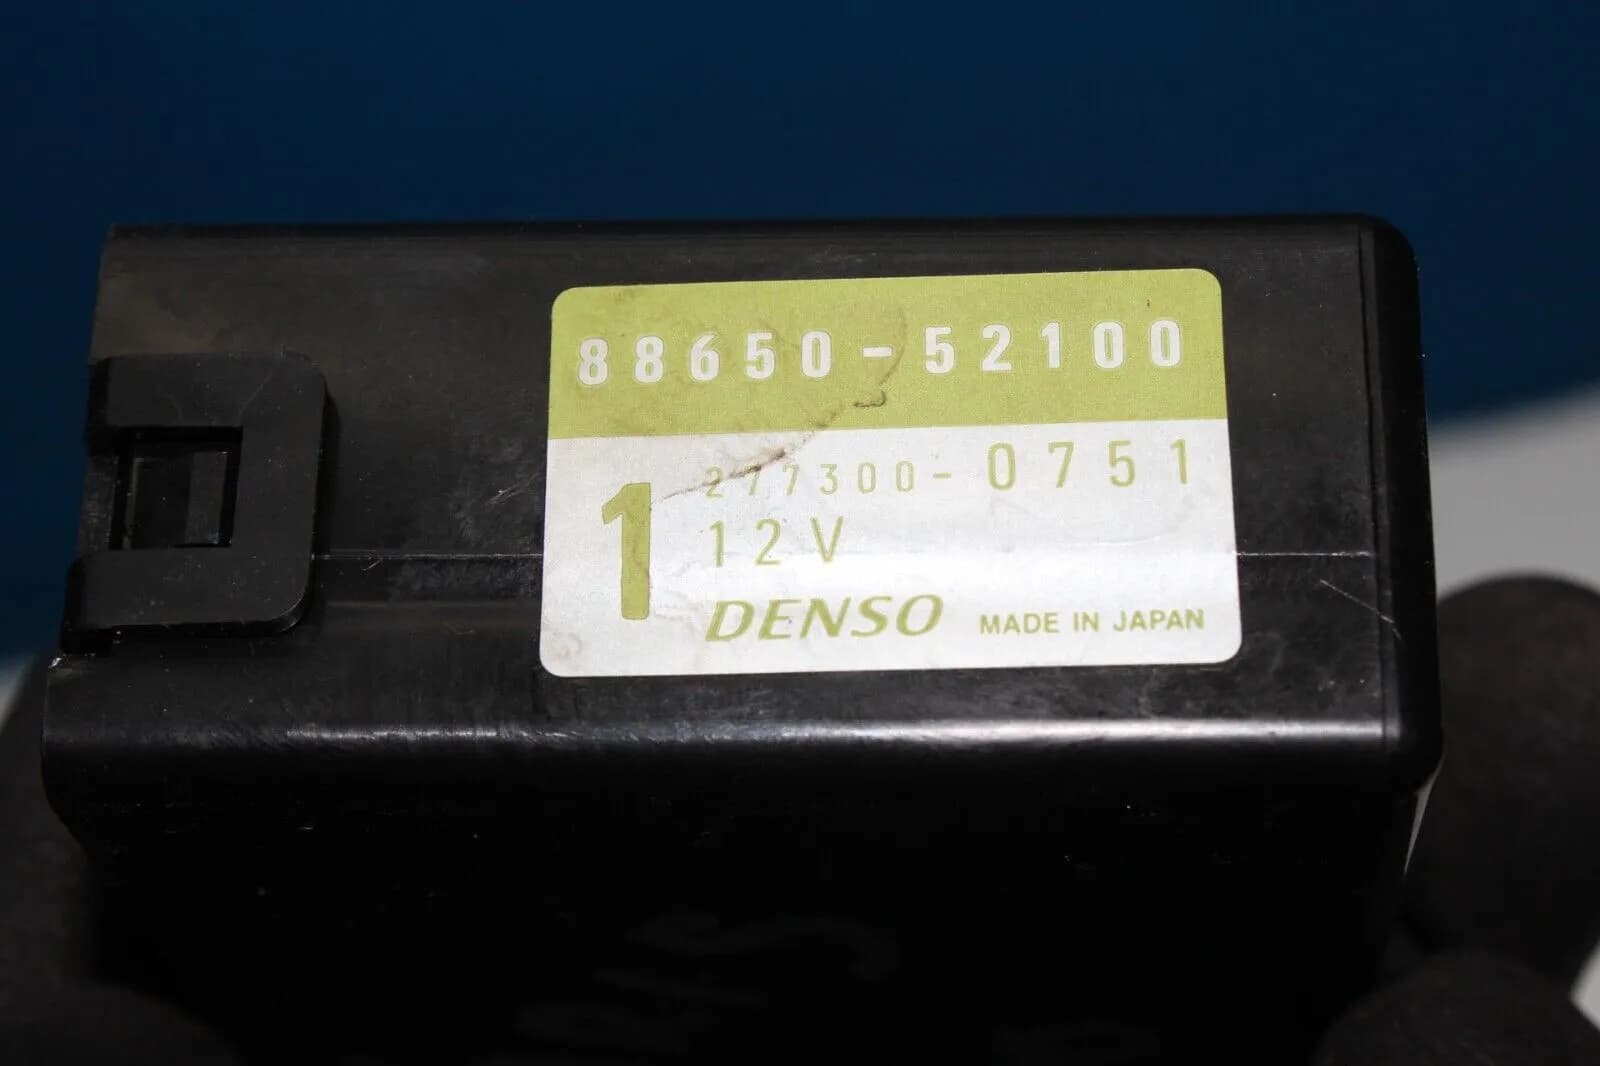 88650-52100
277300-0751
1
12V
DENSO MADE IN JAPAN